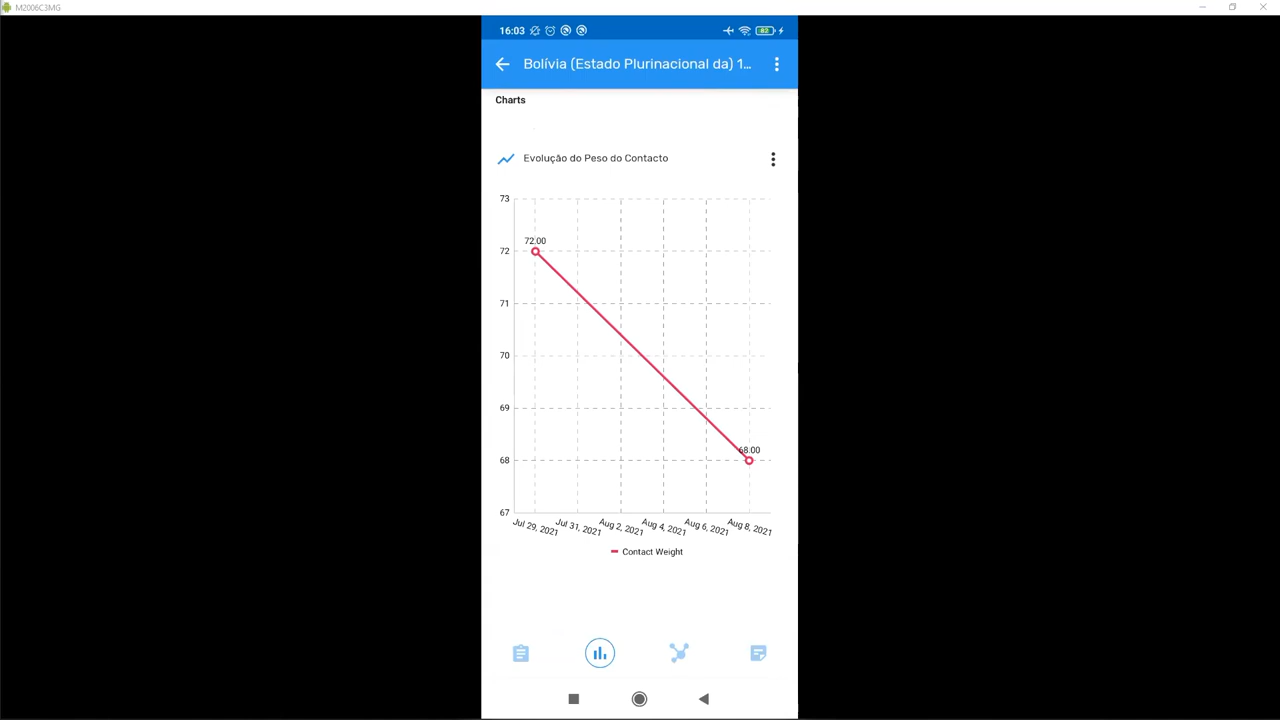 M2006C3MG
16:03
82
Bolívia (Estado Plurinacional da) 1...
Charts
Evolução do Peso do Contacto
73
72.00
72
71
70
69
68.00
68
67
Jul 29, 2021 Jul 31, 2021 Aug 2, 2021 Aug 4, 2021 Aug 6, 2021 Aug 8, 2021
Contact Weight